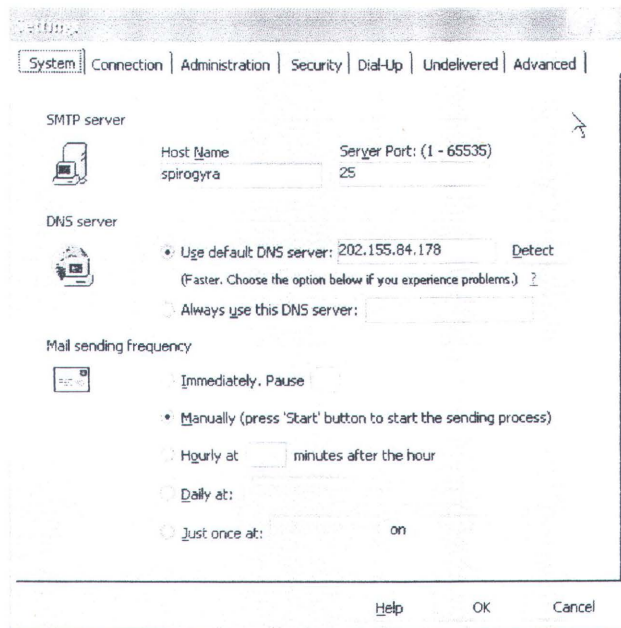 Settings
System Connection Administration Security Dial-Up Undelivered Advanced
SMTP server
Host Name Server Port: (1 - 65535)
spirogyra 25
DNS server
Use default DNS server: 202.155.84.178 Detect
(Faster. Choose the option below if you experience problems.) ?
Always use this DNS server:
Mail sending frequency
Immediately. Pause
Manually (press 'Start' button to start the sending process)
Hourly at minutes after the hour
Daily at:
Just once at: on
Help OK Cancel